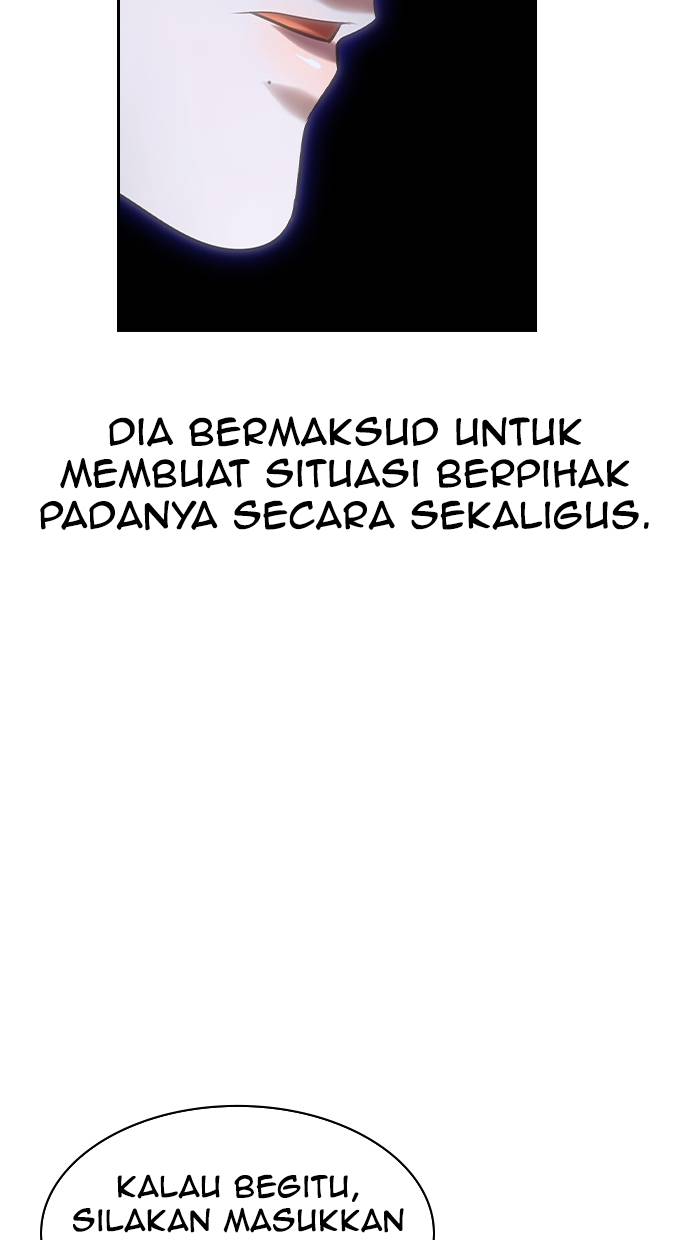 DIA BERMAKSUD UNTUK
MEMBUAT SITUASI BERPIHAK
PADANYA SECARA SEKALIGUS.
KALAU BEGITU,
SILAKAN MASUKKAN